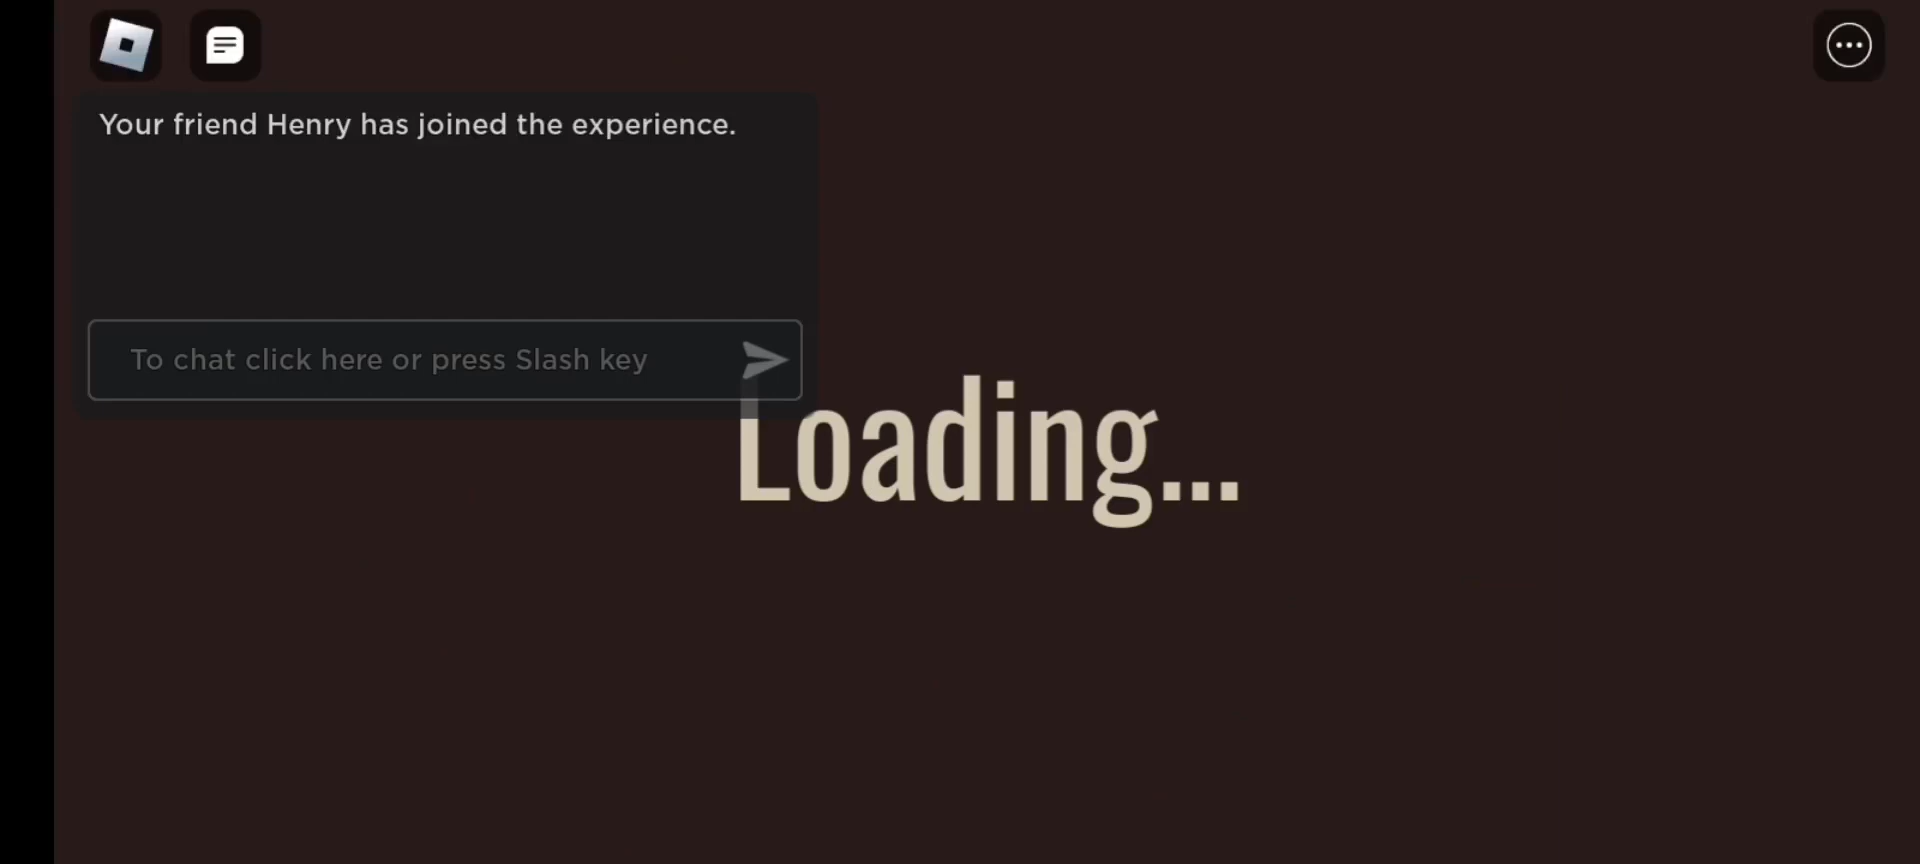 Your friend Henry has joined the experience.
To chat click here or press Slash key
Loading...